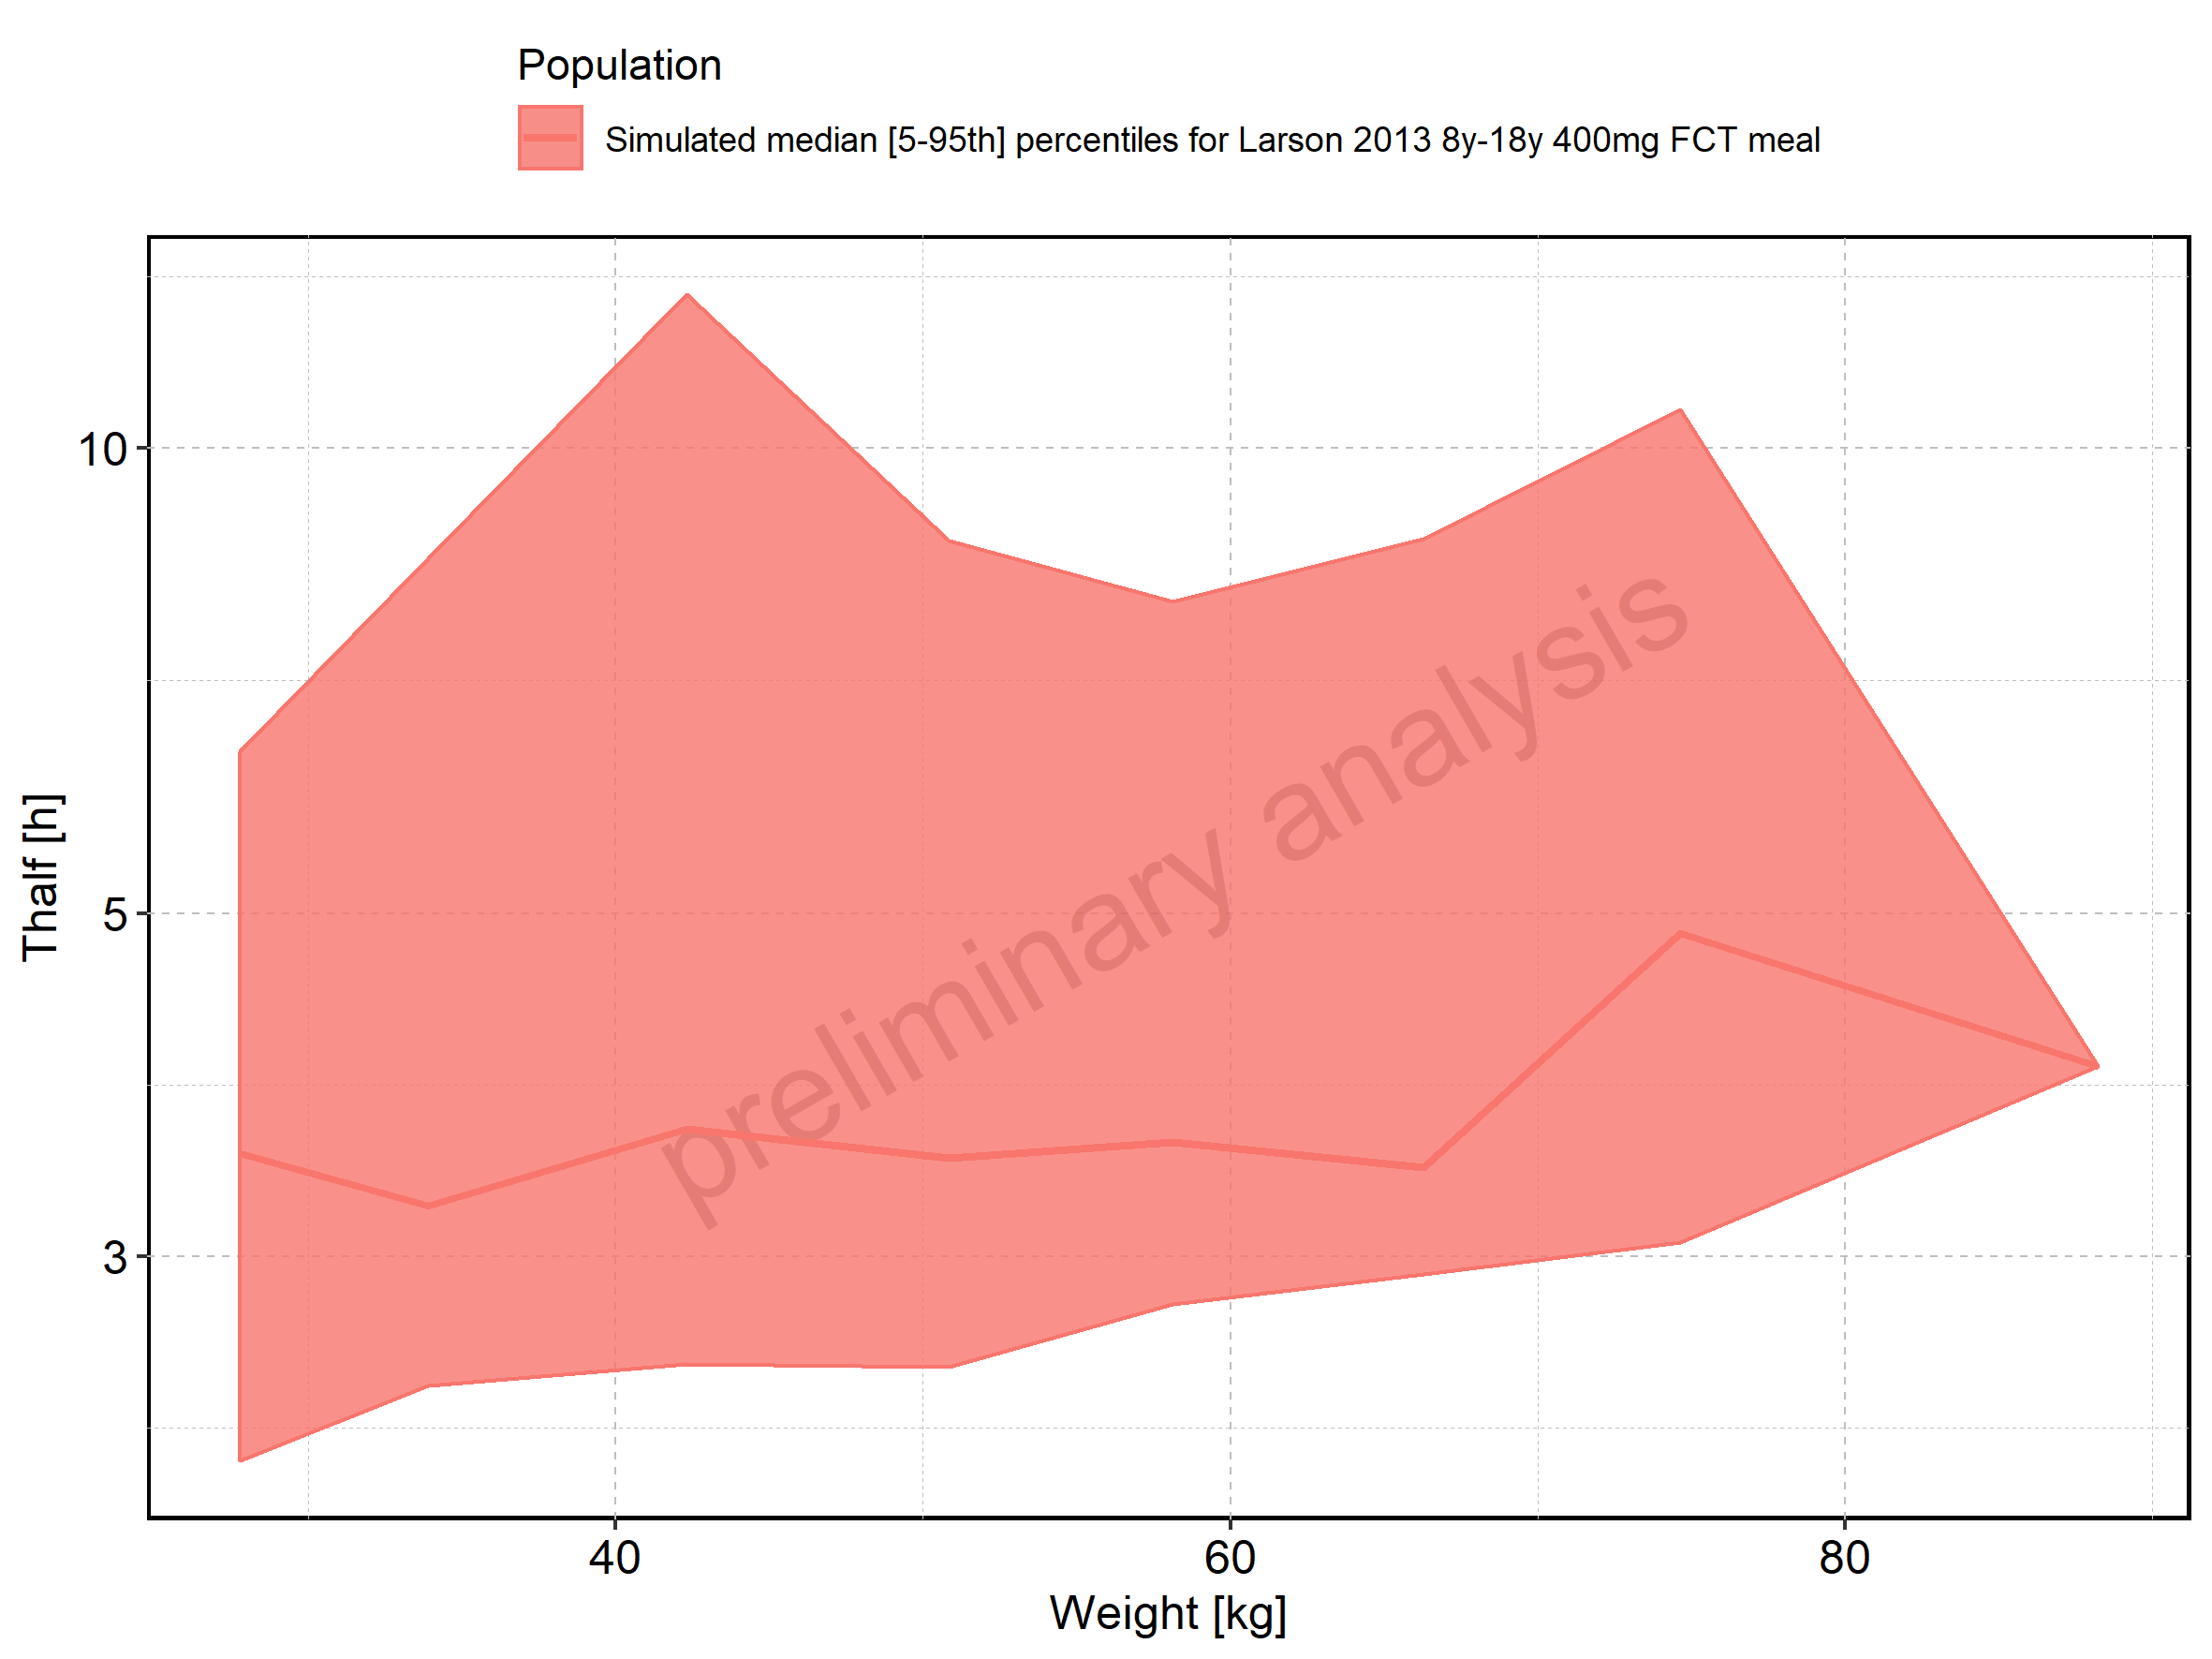 Population
Simulated median [5-95th] percentiles for Larson 2013 8y-18y 400mg FCT meal
10
5
3
Thalf [h]
preliminary analysis
40 60 80
Weight [kg]